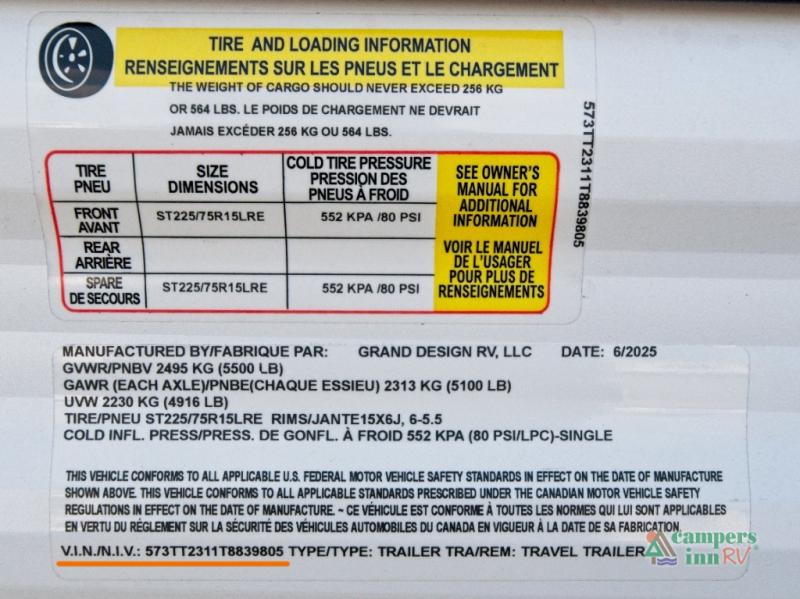 TIRE AND LOADING INFORMATION
RENSEIGNEMENTS SUR LES PNEUS ET LE CHARGEMENT
THE WEIGHT OF CARGO SHOULD NEVER EXCEED 256 KG
OR 564 LBS. LE POIDS DE CHARGEMENT NE DEVRAIT
JAMAIS EXCÉDER 256 KG OU 564 LBS.
573TT2311T8839805
TIRE
PNEU
SIZE
DIMENSIONS
COLD TIRE PRESSURE
PRESSION DES
PNEUS À FROID
SEE OWNER'S
MANUAL FOR
ADDITIONAL
INFORMATION
FRONT
AVANT
ST225/75R15LRE
552 KPA /80 PSI
REAR
ARRIÈRE
VOIR LE MANUEL
DE L'USAGER
POUR PLUS DE
RENSEIGNEMENTS
SPARE
DE SECOURS
ST225/75R15LRE
552 KPA /80 PSI
MANUFACTURED BY/FABRIQUE PAR: GRAND DESIGN RV, LLC DATE: 6/2025
GVWR/PNBV 2495 KG (5500 LB)
GAWR (EACH AXLE)/PNBE(CHAQUE ESSIEU) 2313 KG (5100 LB)
UVW 2230 KG (4916 LB)
TIRE/PNEU ST225/75R15LRE RIMS/JANTE15X6J, 6-5.5
COLD INFL. PRESS/PRESS. DE GONFL. À FROID 552 KPA (80 PSI/LPC)-SINGLE
THIS VEHICLE CONFORMS TO ALL APPLICABLE U.S. FEDERAL MOTOR VEHICLE SAFETY STANDARDS IN EFFECT ON THE DATE OF MANUFACTURE
SHOWN ABOVE. THIS VEHICLE CONFORMS TO ALL APPLICABLE STANDARDS PRESCRIBED UNDER THE CANADIAN MOTOR VEHICLE SAFETY
REGULATIONS IN EFFECT ON THE DATE OF MANUFACTURE. ~ CE VÉHICULE EST CONFORME À TOUTES LES NORMES QUI LUI SONT APPLICABLES
EN VERTU DU RÉGLEMENT SUR LA SÉCURITÉ DES VÉHICULES AUTOMOBILES DU CANADA EN VIGUEUR À LA DATE DE SA FABRICATION.
V.I.N./N.I.V.: 573TT2311T8839805 TYPE/TYPE: TRAILER TRA/REM: TRAVEL TRAILER
campers
inn RV®